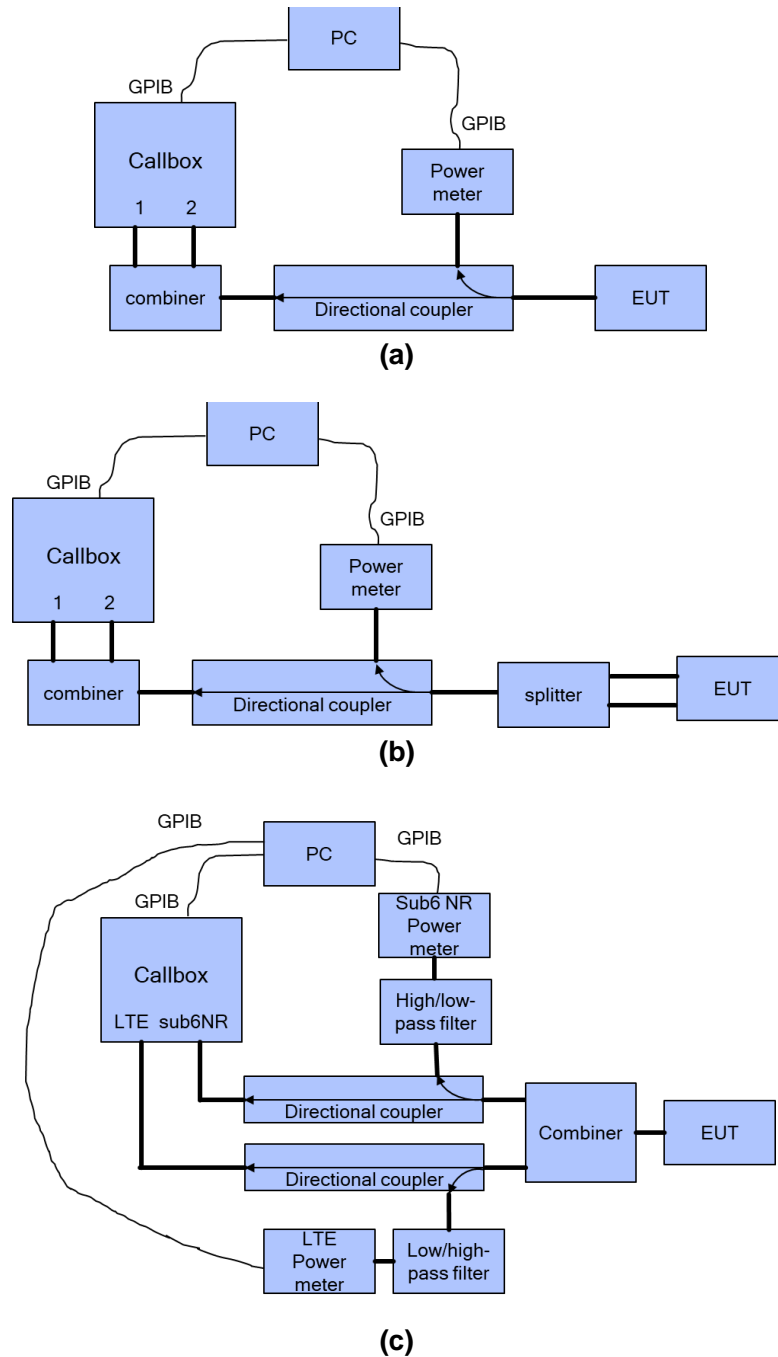 PC
GPIB
GPIB
Callbox
1 2
Power
meter
combiner
Directional coupler
EUT
(a)
PC
GPIB
GPIB
Callbox
1 2
Power
meter
combiner
Directional coupler
splitter
EUT
(b)
GPIB
PC
GPIB
GPIB
Sub6 NR
Power
meter
Callbox
LTE sub6NR
High/low-
pass filter
Directional coupler
Combiner
EUT
Directional coupler
LTE
Power
meter
Low/high-
pass filter
(c)